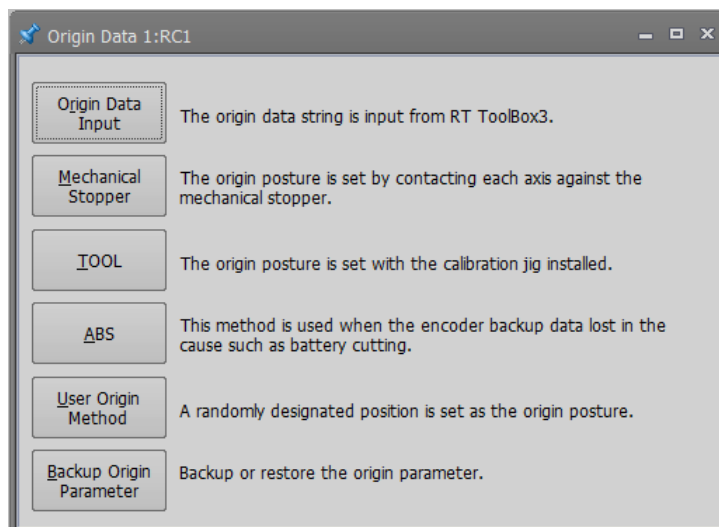 Origin Data 1:RC1
Origin Data
Input
The origin data string is input from RT ToolBox3.
Mechanical
Stopper
The origin posture is set by contacting each axis against the
mechanical stopper.
TOOL
The origin posture is set with the calibration jig installed.
ABS
This method is used when the encoder backup data lost in the
cause such as battery cutting.
User Origin
Method
A randomly designated position is set as the origin posture.
Backup Origin
Parameter
Backup or restore the origin parameter.